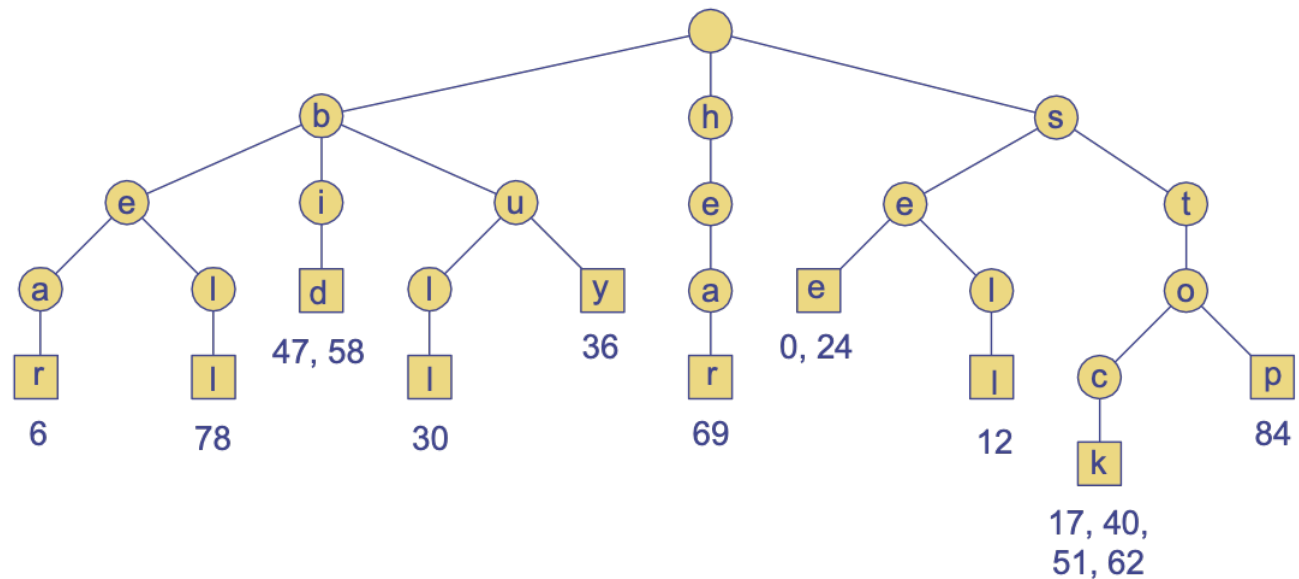 b h s
e i u e e t
a l d l y a e l o
47, 58 36 0, 24
r l l r l c p
6 78 30 69 12 84
k
17, 40,
51, 62